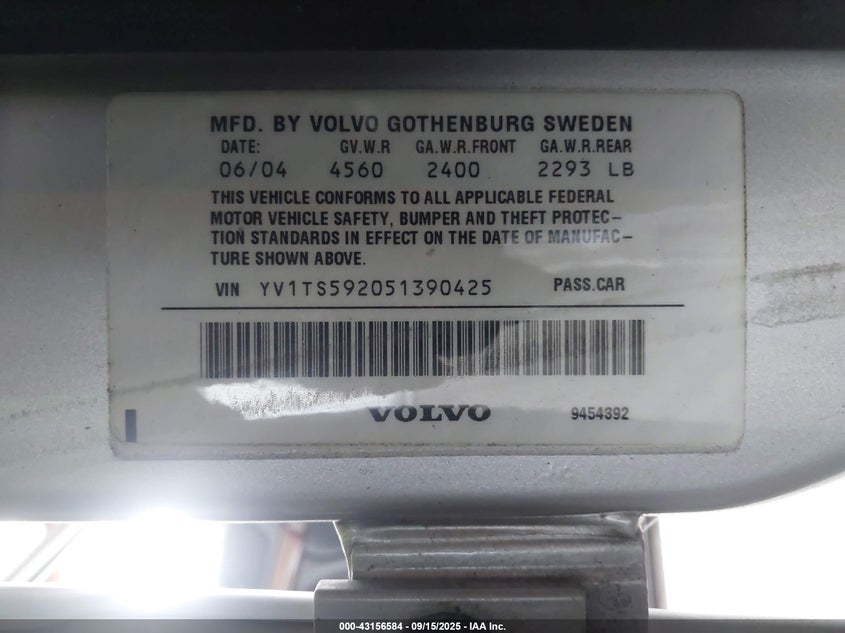 MFD. BY VOLVO GOTHENBURG SWEDEN
DATE: GV.W.R GA.W.R.FRONT GA.W.R.REAR
06/04 4560 2400 2293 LB
THIS VEHICLE CONFORMS TO ALL APPLICABLE FEDERAL
MOTOR VEHICLE SAFETY, BUMPER AND THEFT PROTEC-
TION STANDARDS IN EFFECT ON THE DATE OF MANUFAC-
TURE SHOWN ABOVE.
VIN YV1TS592051390425 PASS.CAR
VOLVO 9454392
000-43156584 - 09/15/2025 - IAA Inc.